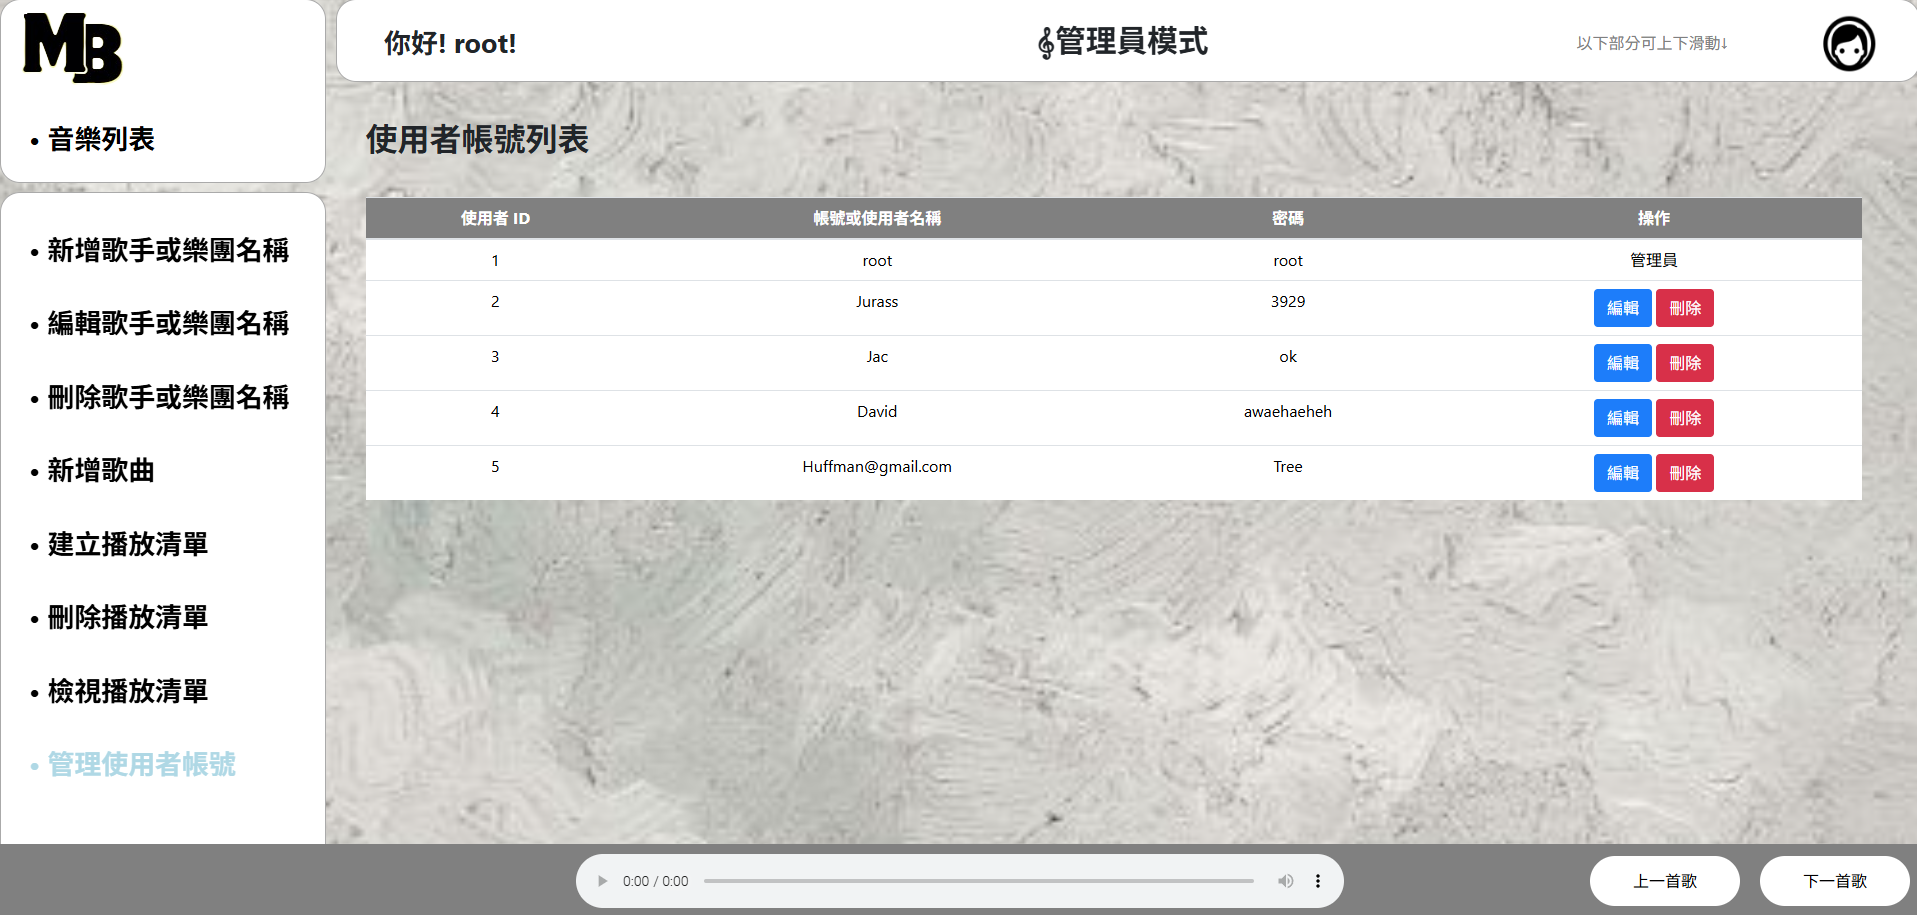 MB
• 音樂列表
• 新增歌手或樂團名稱
• 編輯歌手或樂團名稱
• 刪除歌手或樂團名稱
• 新增歌曲
• 建立播放清單
• 刪除播放清單
• 檢視播放清單
• 管理使用者帳號
你好! root! 𝄞管理員模式 以下部分可上下滑動↓
使用者帳號列表
使用者 ID 帳號或使用者名稱 密碼 操作
1 root root 管理員
2 Jurass 3929 編輯 刪除
3 Jac ok 編輯 刪除
4 David awaehaeheh 編輯 刪除
5 Huffman@gmail.com Tree 編輯 刪除
0:00 / 0:00 上一首歌 下一首歌